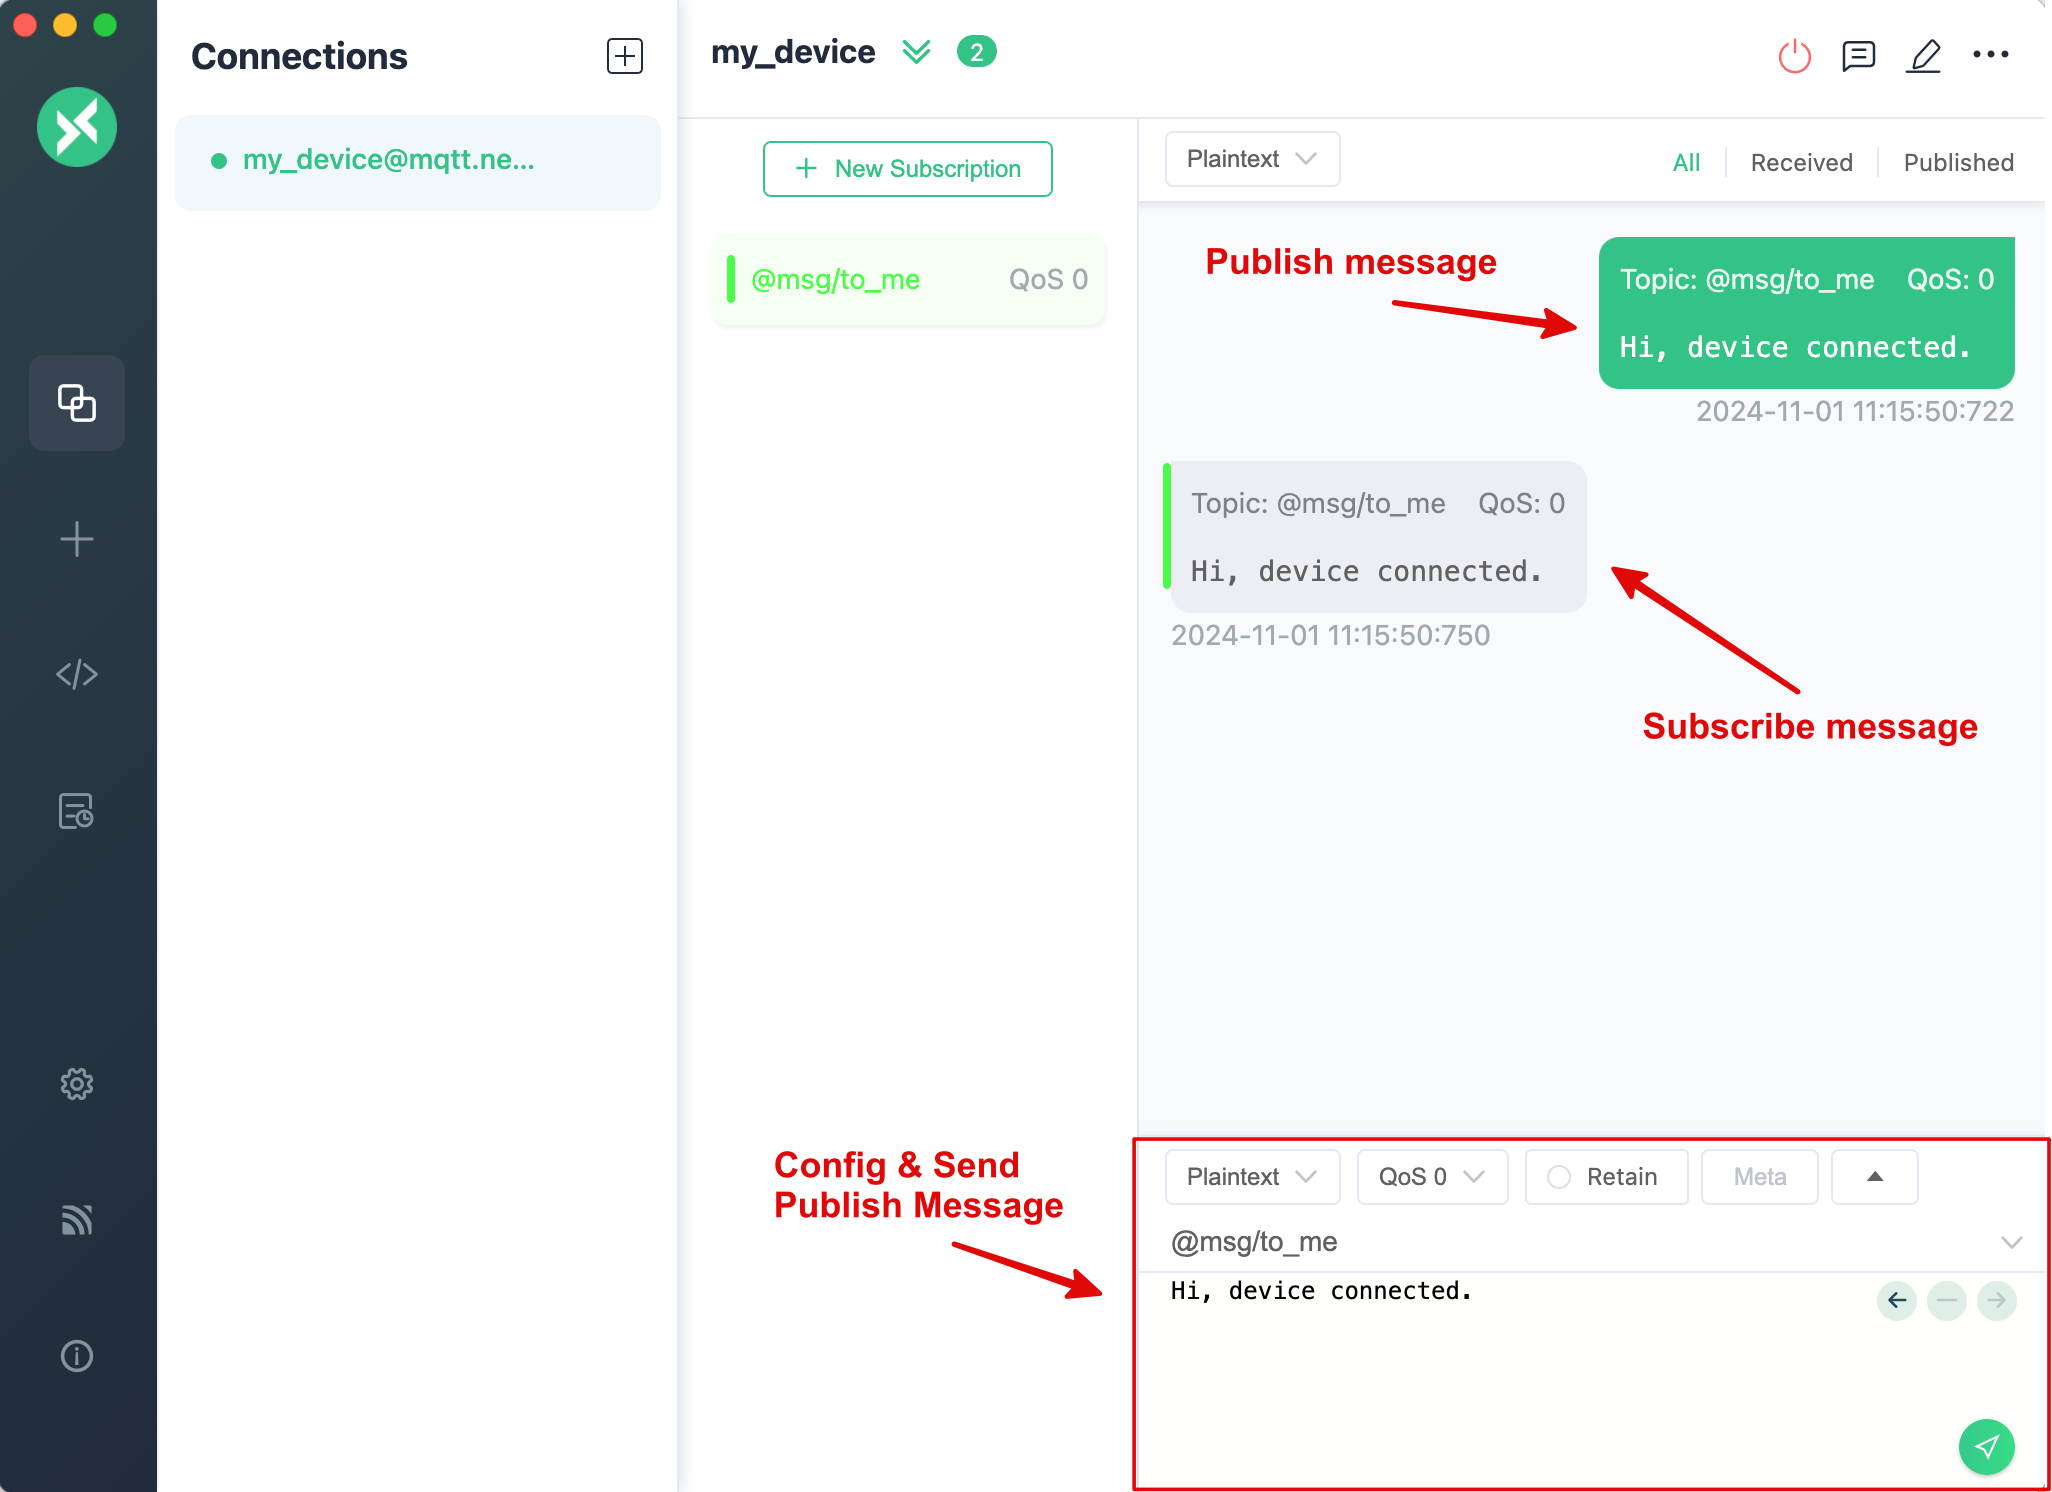 Connections
my_device@mqtt.ne...
my_device
2
New Subscription
@msg/to_me QoS 0
Plaintext
All Received Published
Publish message
Topic: @msg/to_me QoS: 0
Hi, device connected.
2024-11-01 11:15:50:722
Topic: @msg/to_me QoS: 0
Hi, device connected.
2024-11-01 11:15:50:750
Subscribe message
Config & Send
Publish Message
Plaintext QoS 0 Retain Meta
@msg/to_me
Hi, device connected.